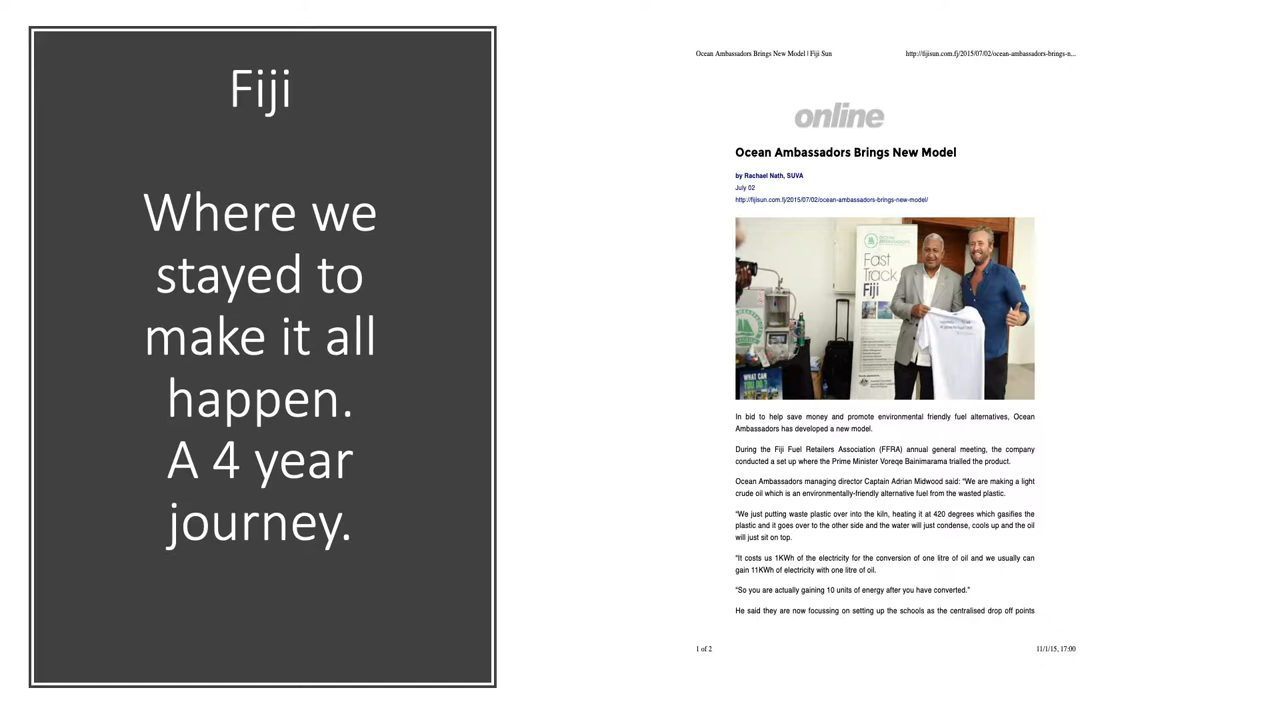 Fiji
Where we
stayed to
make it all
happen.
A 4 year
journey.
Ocean Ambassadors Brings New Model | Fiji Sun
http://fijisun.com.fj/2015/07/02/ocean-ambassadors-brings-n...
online
Ocean Ambassadors Brings New Model
by Rachael Nath, SUVA
July 02
http://fijisun.com.fj/2015/07/02/ocean-ambassadors-brings-new-model/
Fast
Track
Fiji
WHAT CAN
YOU DO?
In bid to help save money and promote environmental friendly fuel alternatives, Ocean
Ambassadors has developed a new model.
During the Fiji Fuel Retailers Association (FFRA) annual general meeting, the company
conducted a set up where the Prime Minister Voreqe Bainimarama trialled the product.
Ocean Ambassadors managing director Captain Adrian Midwood said: “We are making a light
crude oil which is an environmentally-friendly alternative fuel from the wasted plastic.
“We just putting waste plastic over into the kiln, heating it at 420 degrees which gasifies the
plastic and it goes over to the other side and the water will just condense, cools up and the oil
will just sit on top.
“It costs us 1KWh of the electricity for the conversion of one litre of oil and we usually can
gain 11KWh of electricity with one litre of oil.
“So you are actually gaining 10 units of energy after you have converted.”
He said they are now focussing on setting up the schools as the centralised drop off points
1 of 2
11/1/15, 17:00